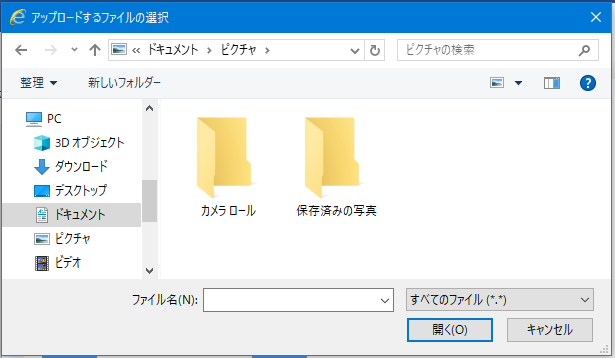 アップロードするファイルの選択
« ドキュメント > ピクチャ
ピクチャの検索
整理 新しいフォルダー
PC
3D オブジェクト
ダウンロード
デスクトップ
ドキュメント
ピクチャ
ビデオ
カメラ ロール
保存済みの写真
ファイル名(N):
すべてのファイル (*.*)
開く(O)
キャンセル